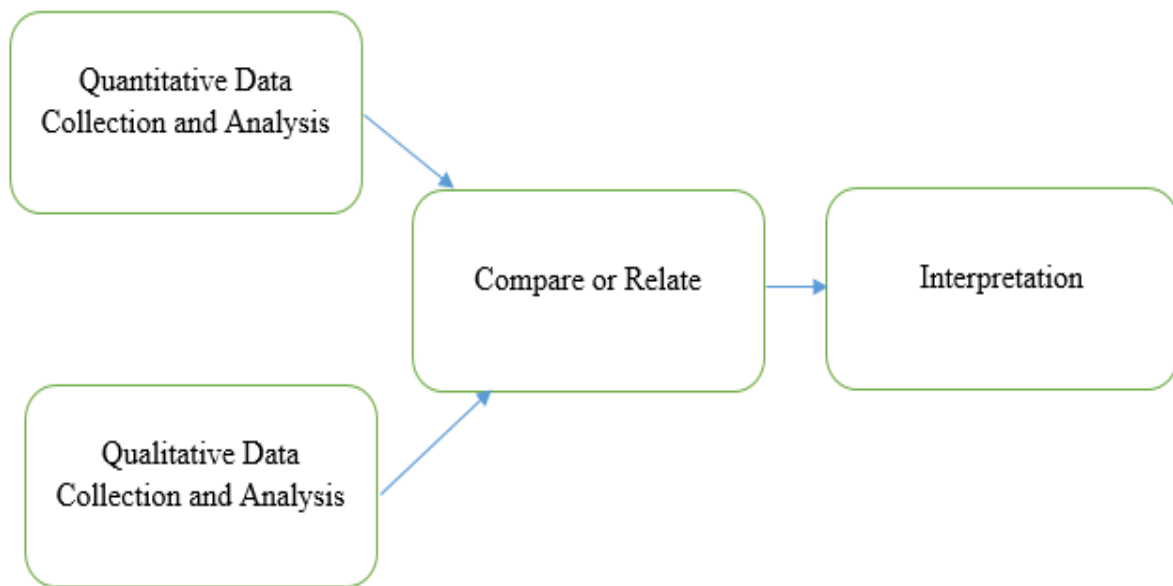 Quantitative Data
Collection and Analysis
Compare or Relate
Interpretation
Qualitative Data
Collection and Analysis